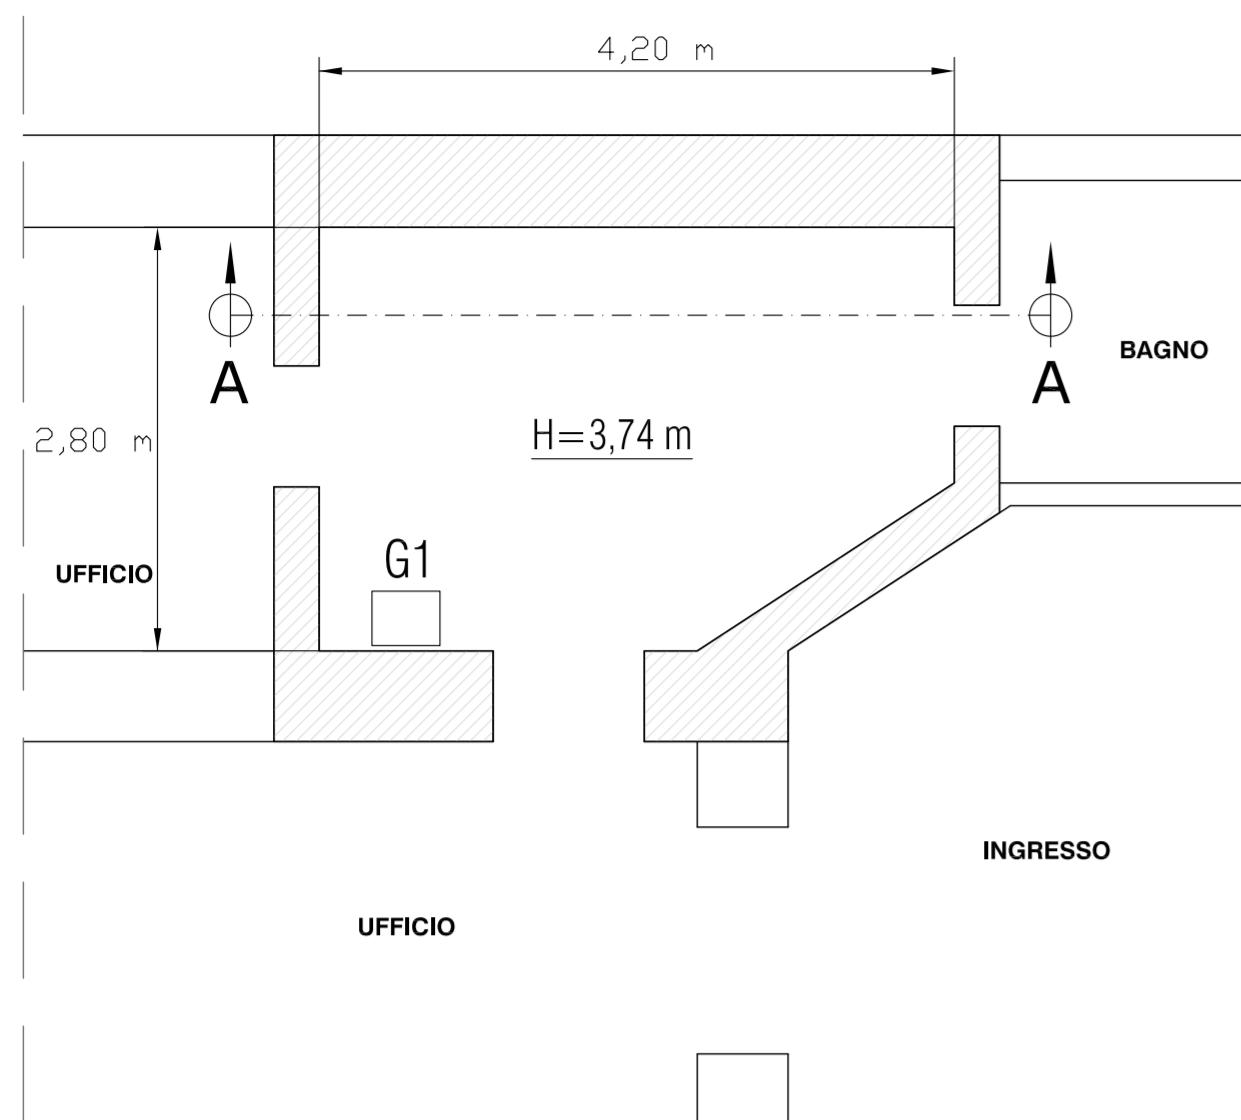 4,20 m
A
A
BAGNO
2,80 m
H=3,74 m
G1
UFFICIO
INGRESSO
UFFICIO